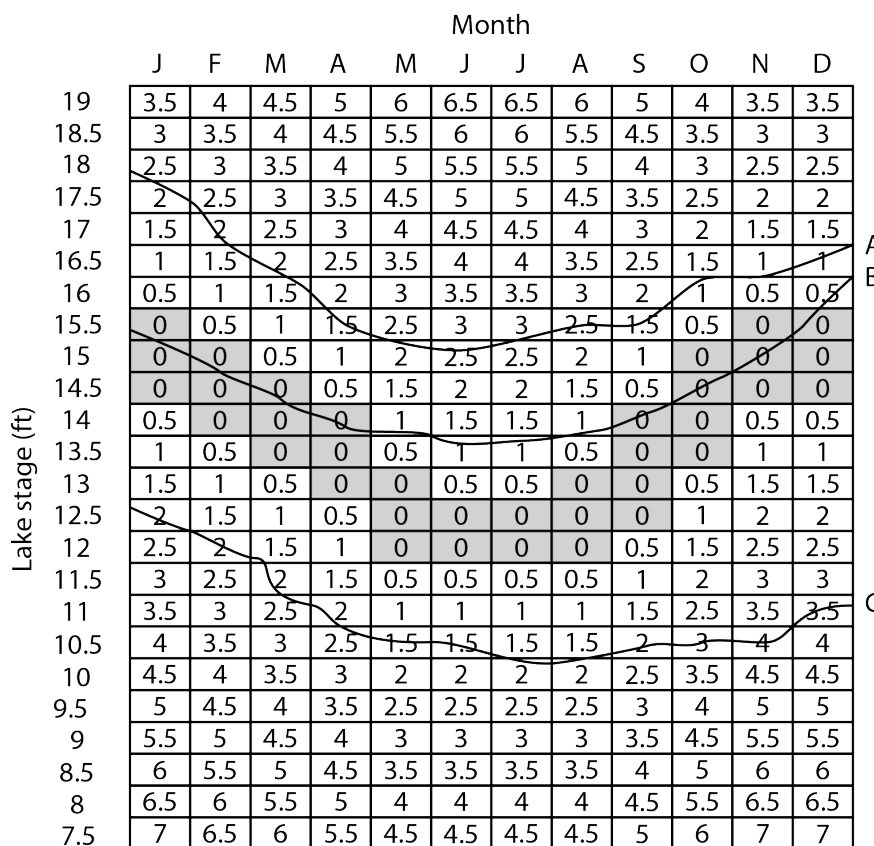 Month
J F M A M J J A S O N D
19 3.5 4 4.5 5 6 6.5 6.5 6 5 4 3.5 3.5
18.5 3 3.5 4 4.5 5.5 6 6 5.5 4.5 3.5 3 3
18 2.5 3 3.5 4 5 5.5 5.5 5 4 3 2.5 2.5
17.5 2 2.5 3 3.5 4.5 5 5 4.5 3.5 2.5 2 2
17 1.5 2 2.5 3 4 4.5 4.5 4 3 2 1.5 1.5
A
16.5 1 1.5 2 2.5 3.5 4 4 3.5 2.5 1.5 1 1
B
16 0.5 1 1.5 2 3 3.5 3.5 3 2 1 0.5 0.5
15.5 0 0.5 1 1.5 2.5 3 3 2.5 1.5 0.5 0 0
15 0 0 0.5 1 2 2.5 2.5 2 1 0 0 0
14.5 0 0 0 0.5 1.5 2 2 1.5 0.5 0 0 0
14 0.5 0 0 0 1 1.5 1.5 1 0 0 0.5 0.5
13.5 1 0.5 0 0 0.5 1 1 0.5 0 0 1 1
13 1.5 1 0.5 0 0 0.5 0.5 0 0 0.5 1.5 1.5
12.5 2 1.5 1 0.5 0 0 0 0 0 1 2 2
12 2.5 2 1.5 1 0 0 0 0 0.5 1.5 2.5 2.5
11.5 3 2.5 2 1.5 0.5 0.5 0.5 0.5 1 2 3 3
11 3.5 3 2.5 2 1 1 1 1 1.5 2.5 3.5 3.5
C
10.5 4 3.5 3 2.5 1.5 1.5 1.5 1.5 2 3 4 4
10 4.5 4 3.5 3 2 2 2 2 2.5 3.5 4.5 4.5
9.5 5 4.5 4 3.5 2.5 2.5 2.5 2.5 3 4 5 5
9 5.5 5 4.5 4 3 3 3 3 3.5 4.5 5.5 5.5
8.5 6 5.5 5 4.5 3.5 3.5 3.5 3.5 4 5 6 6
8 6.5 6 5.5 5 4 4 4 4 4.5 5.5 6.5 6.5
7.5 7 6.5 6 5.5 4.5 4.5 4.5 4.5 5 6 7 7
Lake stage (ft)